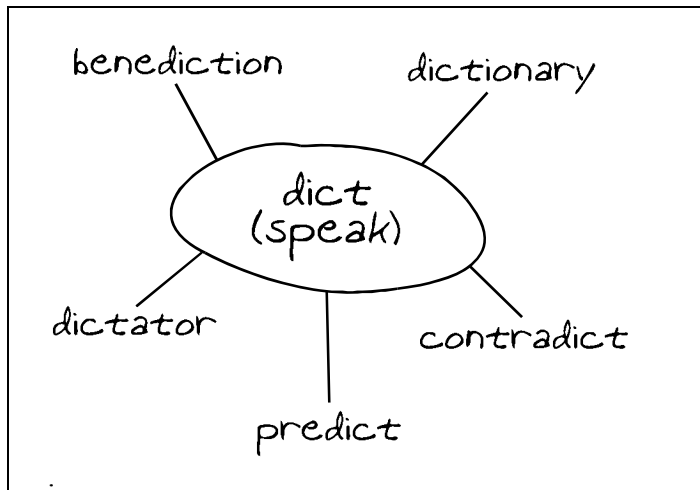 benediction
dictionary
dict
(speak)
dictator
contradict
predict